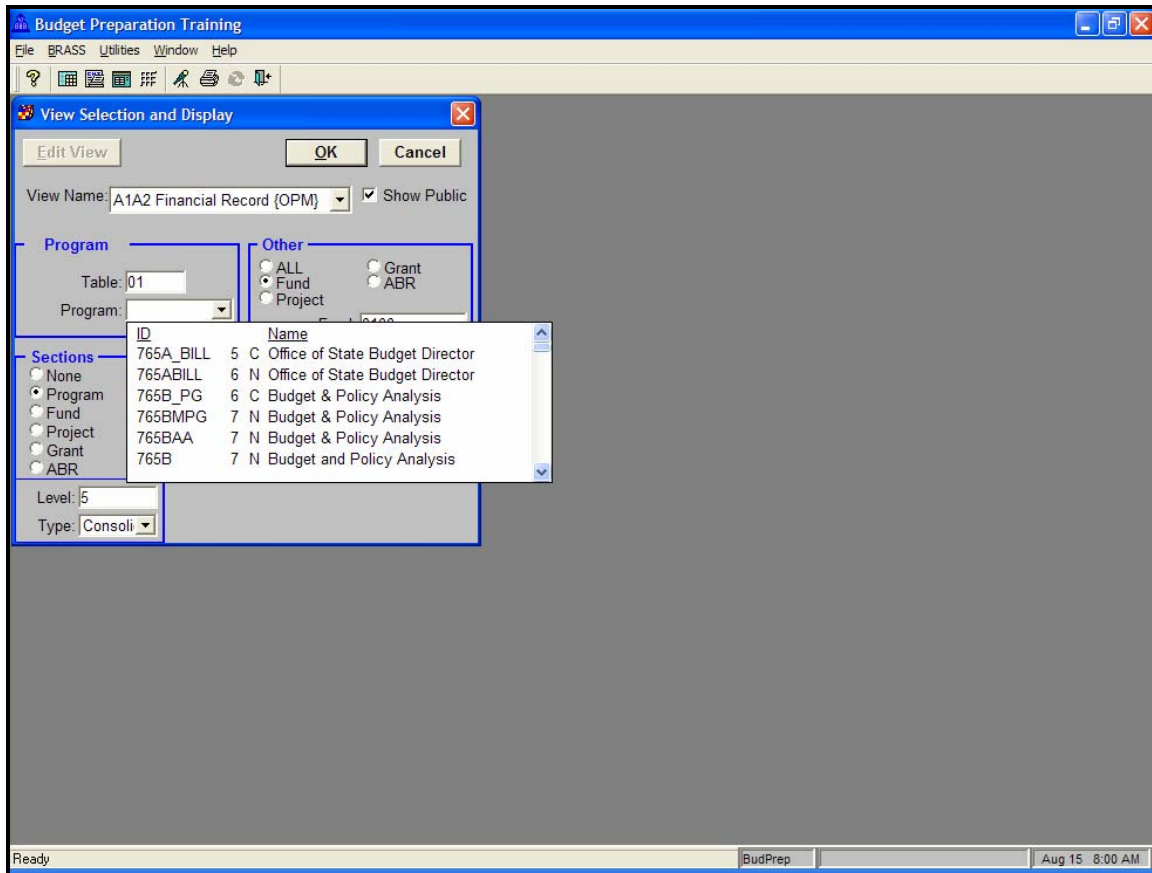 Budget Preparation Training
File BRASS Utilities Window Help
View Selection and Display
Edit View OK Cancel
View Name: A1A2 Financial Record {OPM} Show Public
Program
Table: 01
Program:
Other
ALL Grant
Fund ABR
Project
ID Name
765A_BILL 5 C Office of State Budget Director
765ABILL 6 N Office of State Budget Director
765B_PG 6 C Budget & Policy Analysis
765BMPG 7 N Budget & Policy Analysis
765BAA 7 N Budget & Policy Analysis
765B 7 N Budget and Policy Analysis
Sections
None
Program
Fund
Project
Grant
ABR
Level: 5
Type: Consoli
Ready BudPrep Aug 15 8:00 AM